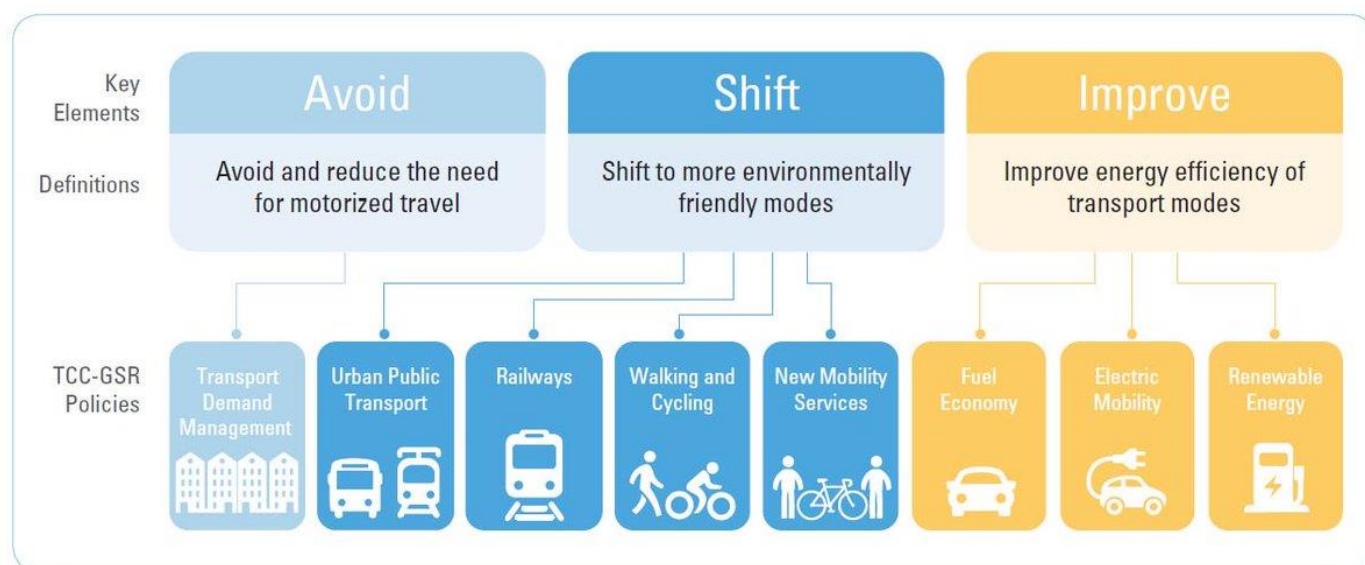 Key
Elements
Avoid
Shift
Improve
Definitions
Avoid and reduce the need
for motorized travel
Shift to more environmentally
friendly modes
Improve energy efficiency of
transport modes
TCC-GSR
Policies
Transport
Demand
Management
Urban Public
Transport
Railways
Walking and
Cycling
New Mobility
Services
Fuel
Economy
Electric
Mobility
Renewable
Energy